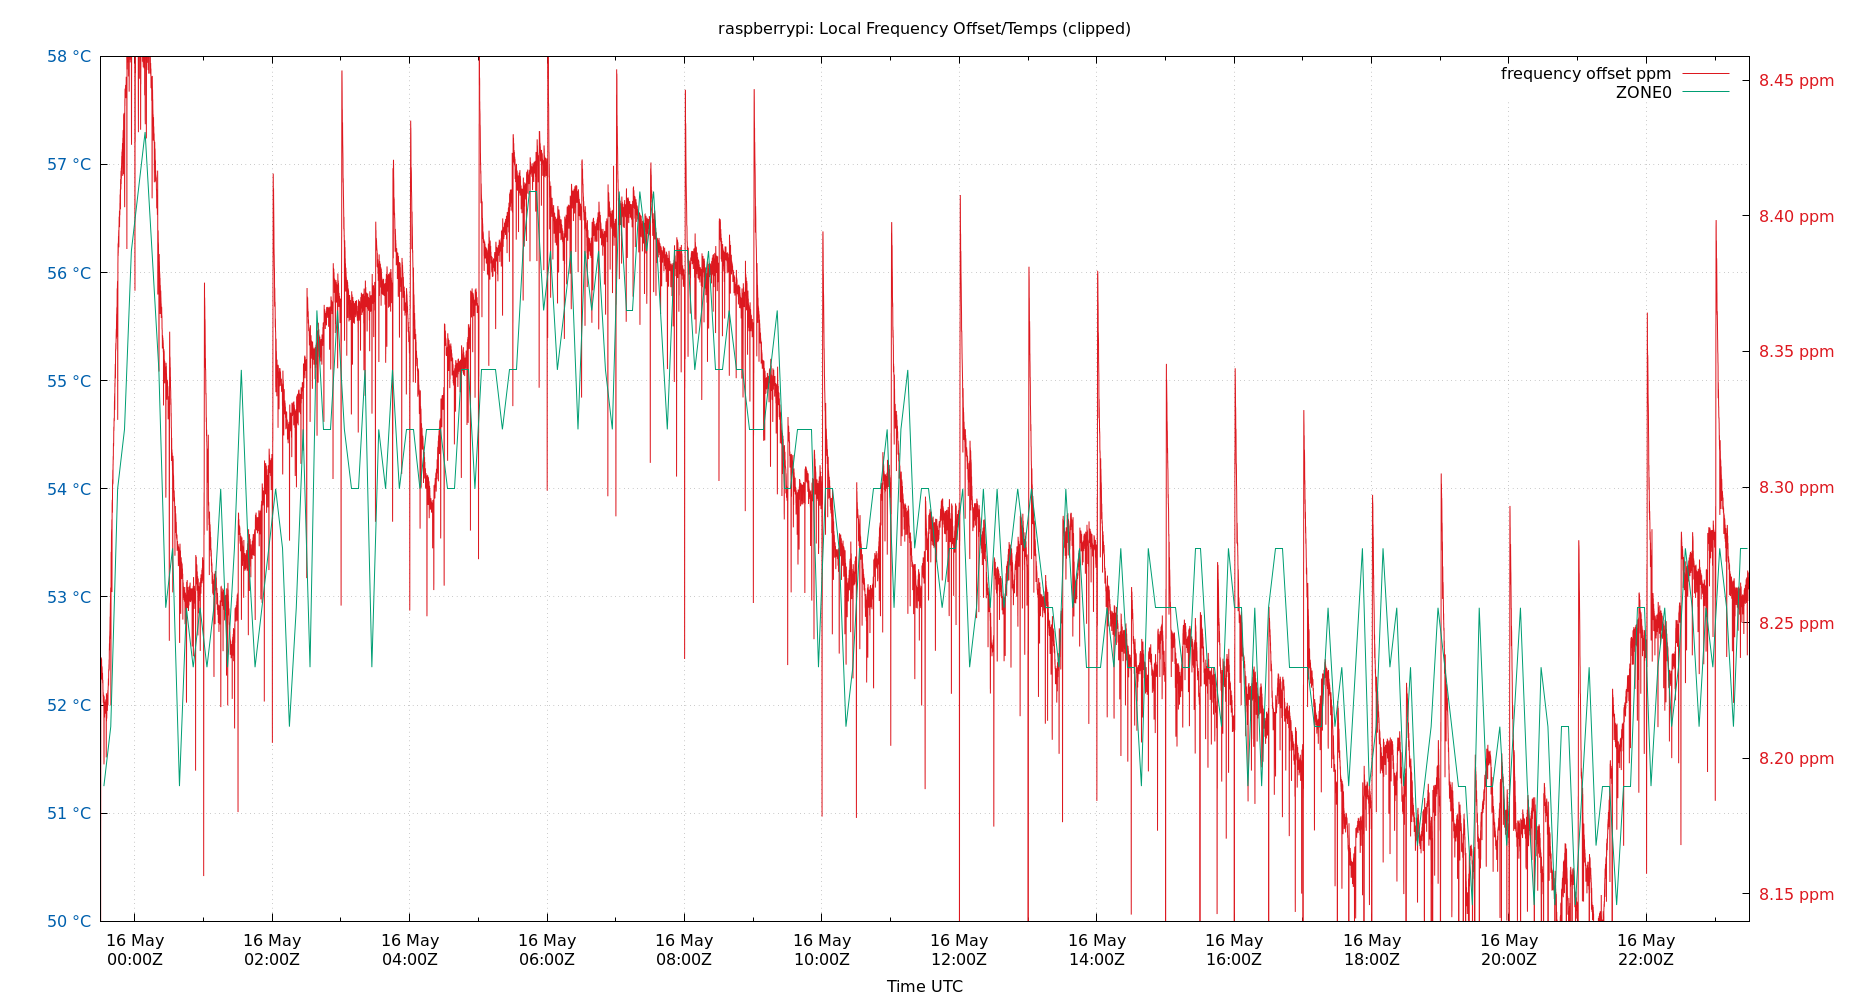 raspberrypi: Local Frequency Offset/Temps (clipped)
frequency offset ppm
ZONE0
58 °C
57 °C
56 °C
55 °C
54 °C
53 °C
52 °C
51 °C
50 °C
8.45 ppm
8.40 ppm
8.35 ppm
8.30 ppm
8.25 ppm
8.20 ppm
8.15 ppm
16 May 16 May 16 May 16 May 16 May 16 May 16 May 16 May 16 May 16 May 16 May 16 May
00:00Z 02:00Z 04:00Z 06:00Z 08:00Z 10:00Z 12:00Z 14:00Z 16:00Z 18:00Z 20:00Z 22:00Z
Time UTC